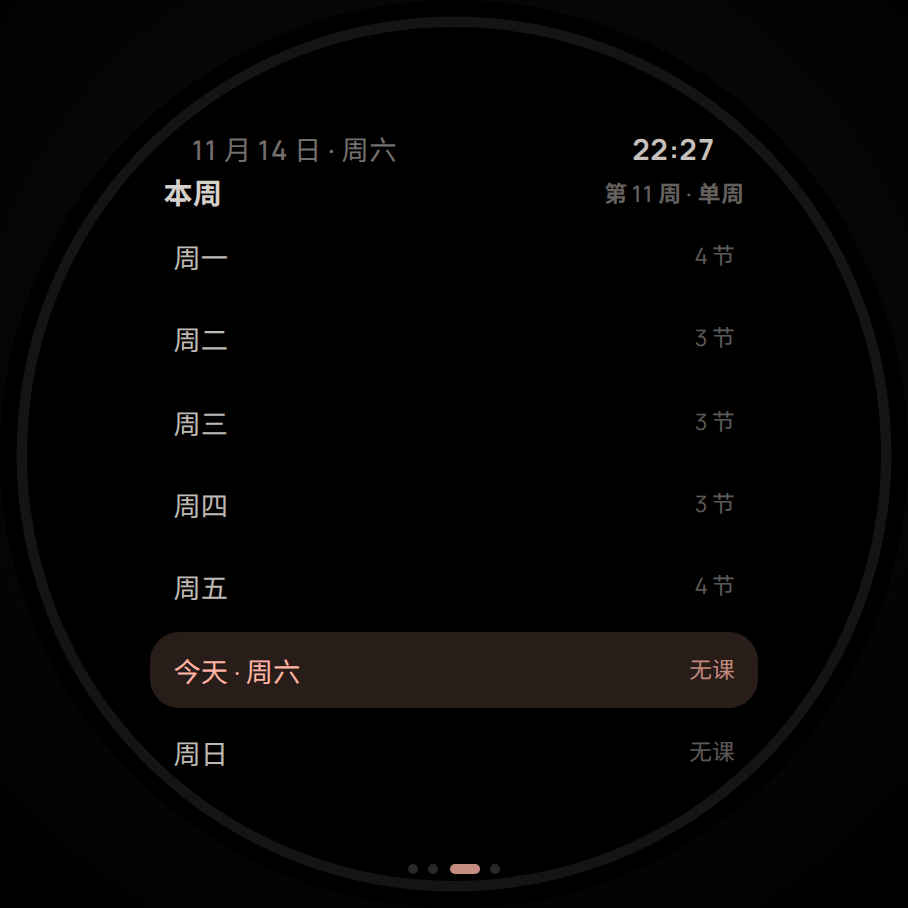 11 月 14 日 · 周六 22:27
本周 第 11 周 · 单周
周一 4 节
周二 3 节
周三 3 节
周四 3 节
周五 4 节
今天 · 周六 无课
周日 无课